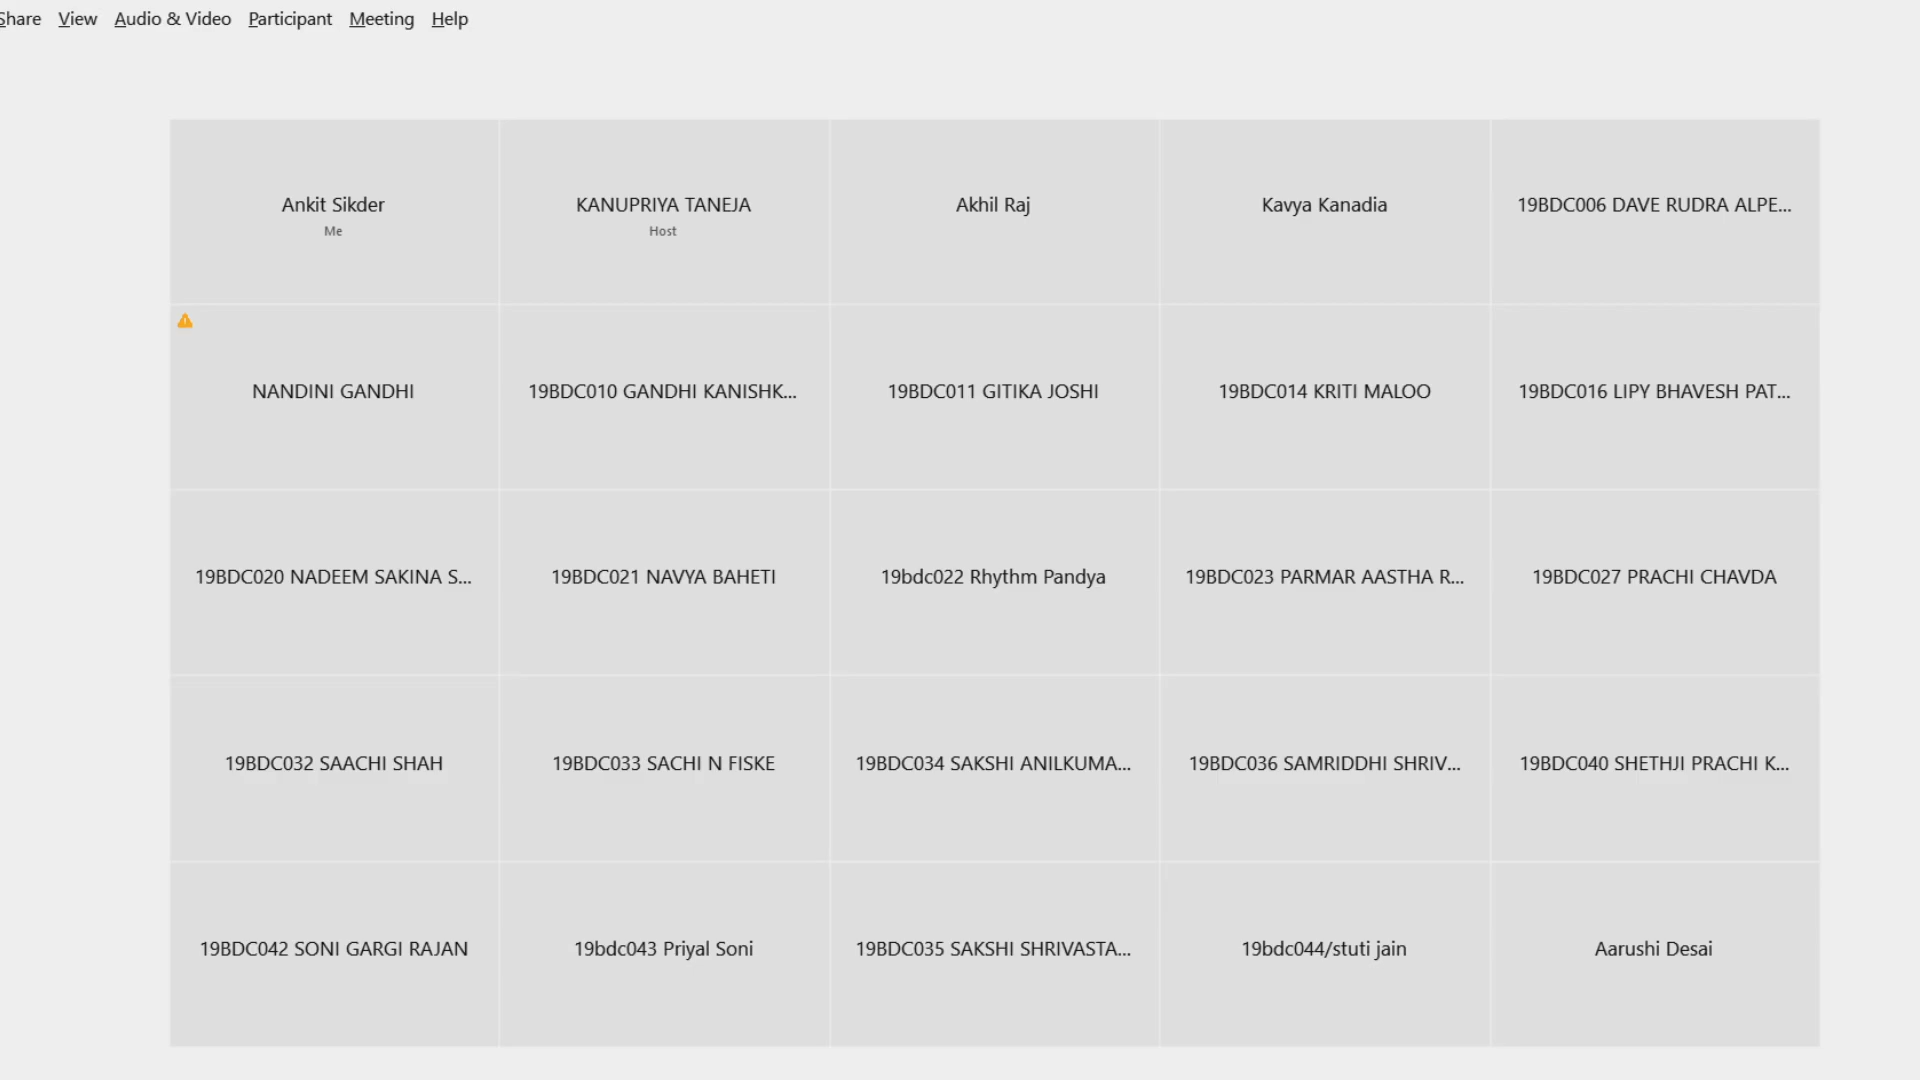 Share View Audio & Video Participant Meeting Help
Ankit Sikder
Me
KANUPRIYA TANEJA
Host
Akhil Raj
Kavya Kanadia
19BDC006 DAVE RUDRA ALPE...
NANDINI GANDHI
19BDC010 GANDHI KANISHK...
19BDC011 GITIKA JOSHI
19BDC014 KRITI MALOO
19BDC016 LIPY BHAVESH PAT...
19BDC020 NADEEM SAKINA S...
19BDC021 NAVYA BAHETI
19bdc022 Rhythm Pandya
19BDC023 PARMAR AASTHA R...
19BDC027 PRACHI CHAVDA
19BDC032 SAACHI SHAH
19BDC033 SACHI N FISKE
19BDC034 SAKSHI ANILKUMA...
19BDC036 SAMRIDDHI SHRIV...
19BDC040 SHETHJI PRACHI K...
19BDC042 SONI GARGI RAJAN
19bdc043 Priyal Soni
19BDC035 SAKSHI SHRIVASTA...
19bdc044/stuti jain
Aarushi Desai